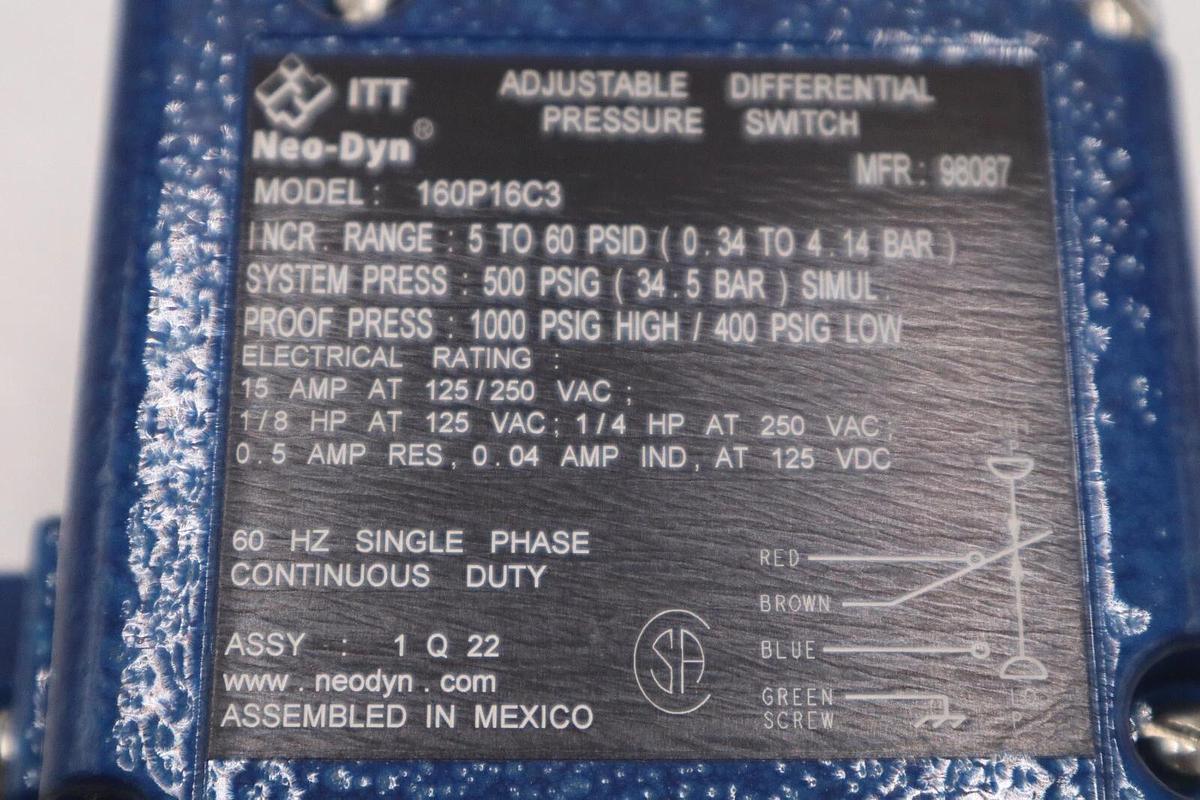 ITT
Neo-Dyn®
ADJUSTABLE DIFFERENTIAL
PRESSURE SWITCH
MFR: 98087
MODEL: 160P16C3
INCR. RANGE: 5 TO 60 PSID (0.34 TO 4.14 BAR)
SYSTEM PRESS: 500 PSIG (34.5 BAR) SIMUL.
PROOF PRESS: 1000 PSIG HIGH / 400 PSIG LOW
ELECTRICAL RATING:
15 AMP AT 125/250 VAC;
1/8 HP AT 125 VAC; 1/4 HP AT 250 VAC;
0.5 AMP RES, 0.04 AMP IND, AT 125 VDC
60 HZ SINGLE PHASE
CONTINUOUS DUTY
ASSY: 1 Q 22
www.neodyn.com
ASSEMBLED IN MEXICO
SA
RED
BROWN
BLUE
GREEN
SCREW
LO
P